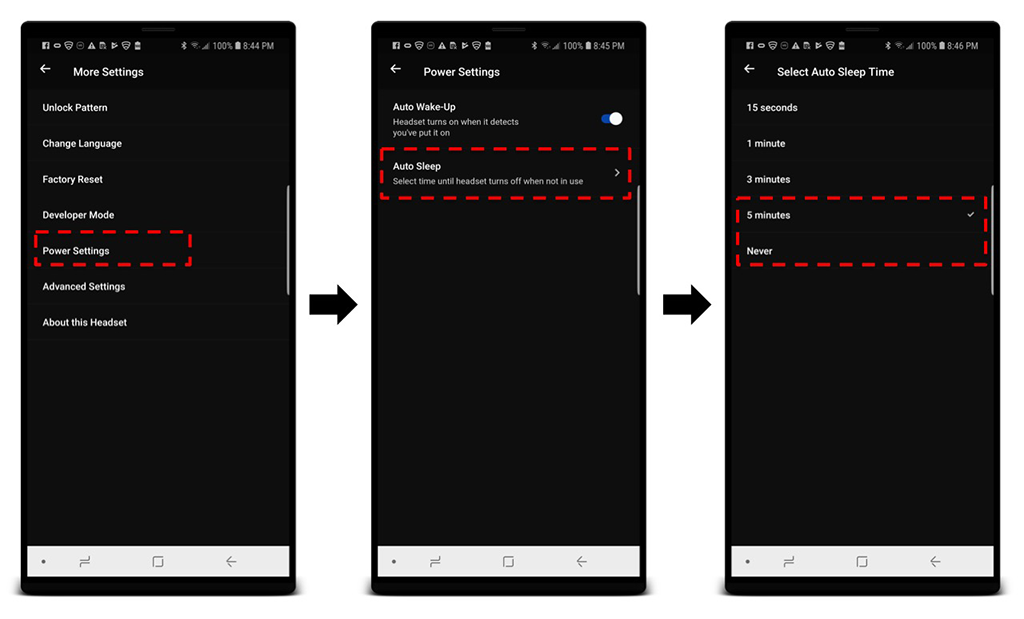 100% 8:44 PM
More Settings
Unlock Pattern
Change Language
Factory Reset
Developer Mode
Power Settings
Advanced Settings
About this Headset
100% 8:45 PM
Power Settings
Auto Wake-Up
Headset turns on when it detects
you've put it on
Auto Sleep
Select time until headset turns off when not in use
100% 8:46 PM
Select Auto Sleep Time
15 seconds
1 minute
3 minutes
5 minutes
Never